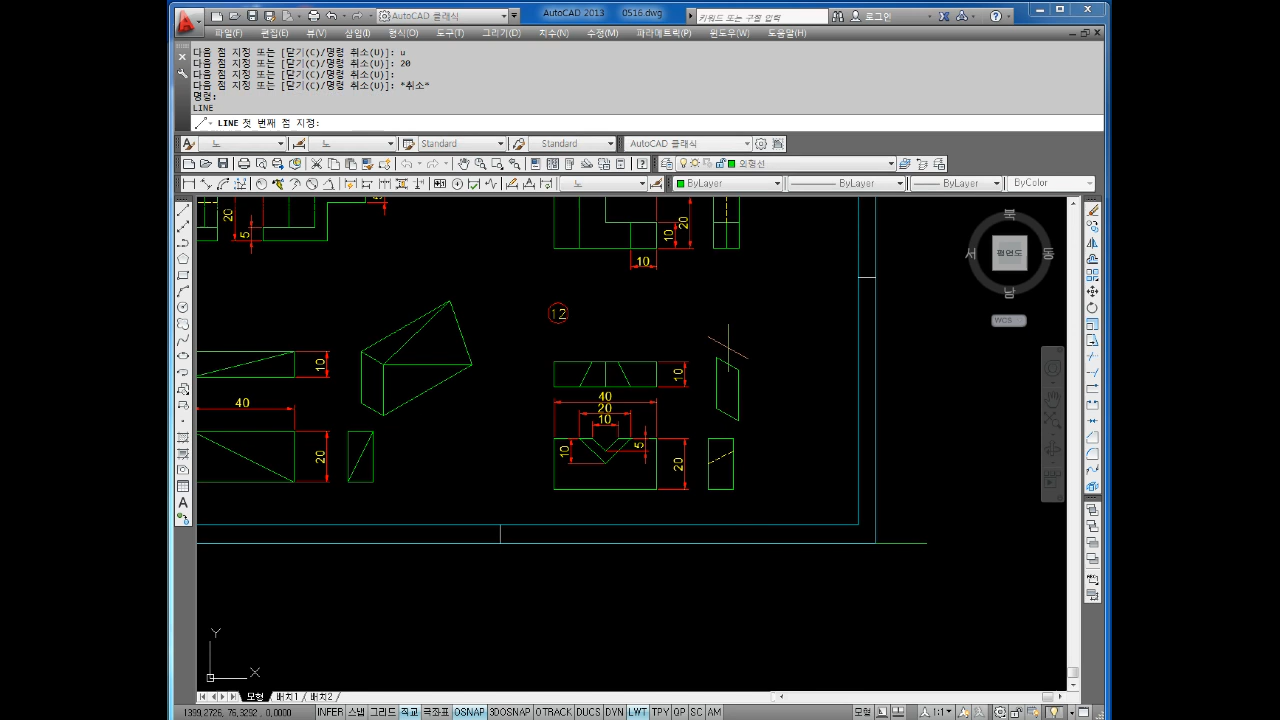 AutoCAD 클래식
AutoCAD 2013 0516.dwg
키워드 또는 구절 입력
로그인
파일(F) 편집(E) 뷰(V) 삽입(I) 형식(O) 도구(T) 그리기(D) 치수(N) 수정(M) 파라메트릭(P) 윈도우(W) 도움말(H)
다음 점 지정 또는 [닫기(C)/명령 취소(U)]: u
다음 점 지정 또는 [닫기(C)/명령 취소(U)]: 20
다음 점 지정 또는 [닫기(C)/명령 취소(U)]:
다음 점 지정 또는 [닫기(C)/명령 취소(U)]: *취소*
명령:
LINE
LINE 첫 번째 점 지정:
Standard Standard AutoCAD 클래식
외형선
ByLayer ByLayer ByLayer ByColor
20
5
10
20
10
북
서 평면도 동
남
WCS
12
10
10
40
20
10
40
10
5
20
20
Y
X
모형 배치1 배치2
1399.2726, 76.3292, 0.0000 INFER 스냅 그리드 직교 극좌표 OSNAP 3DOSNAP OTRACK DUCS DYN LWT TPY QP SC AM 모형 1:1